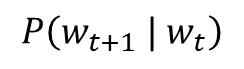 P(w_{t+1} | w_t)